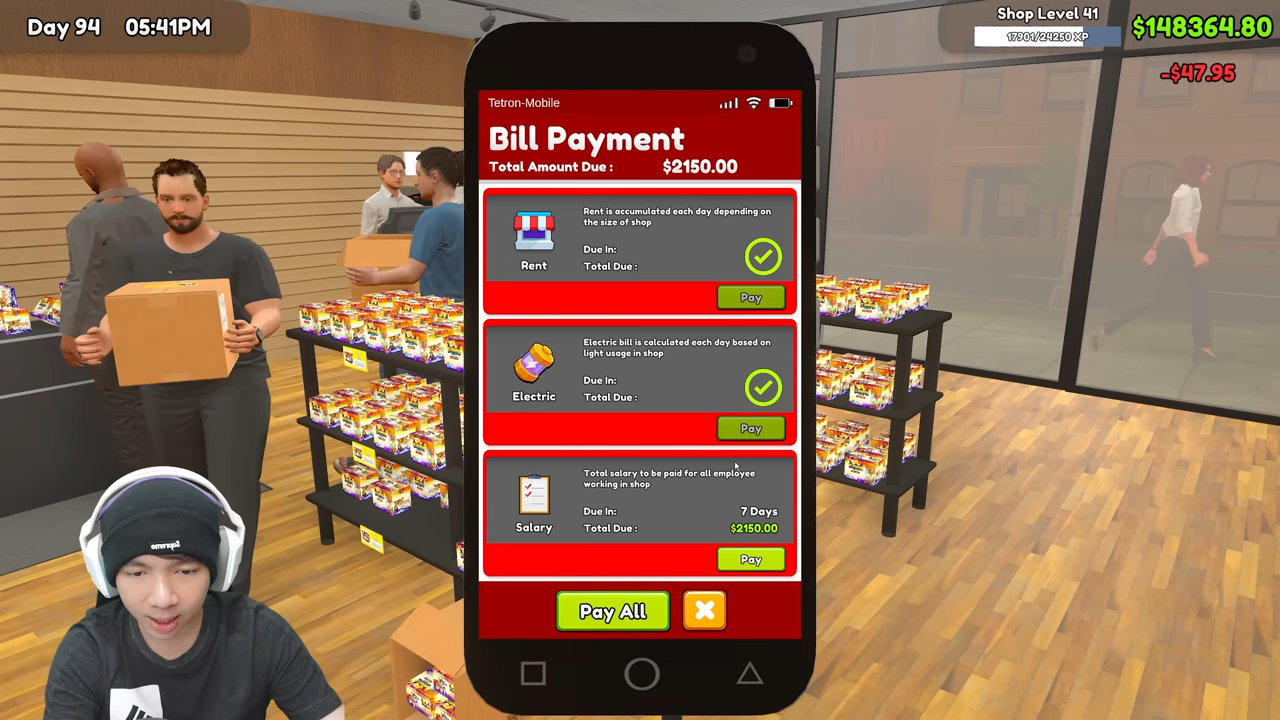 Day 94 05:41PM
Shop Level 41
17901/24250 XP
$148364.80
-$47.95
Tetron-Mobile
Bill Payment
Total Amount Due : $2150.00
Rent is accumulated each day depending on
the size of shop
Due In:
Total Due :
Rent
Pay
Electric bill is calculated each day based on
light usage in shop
Due In:
Total Due :
Electric
Pay
Total salary to be paid for all employee
working in shop
Due In: 7 Days
Total Due : $2150.00
Salary
Pay
Pay All